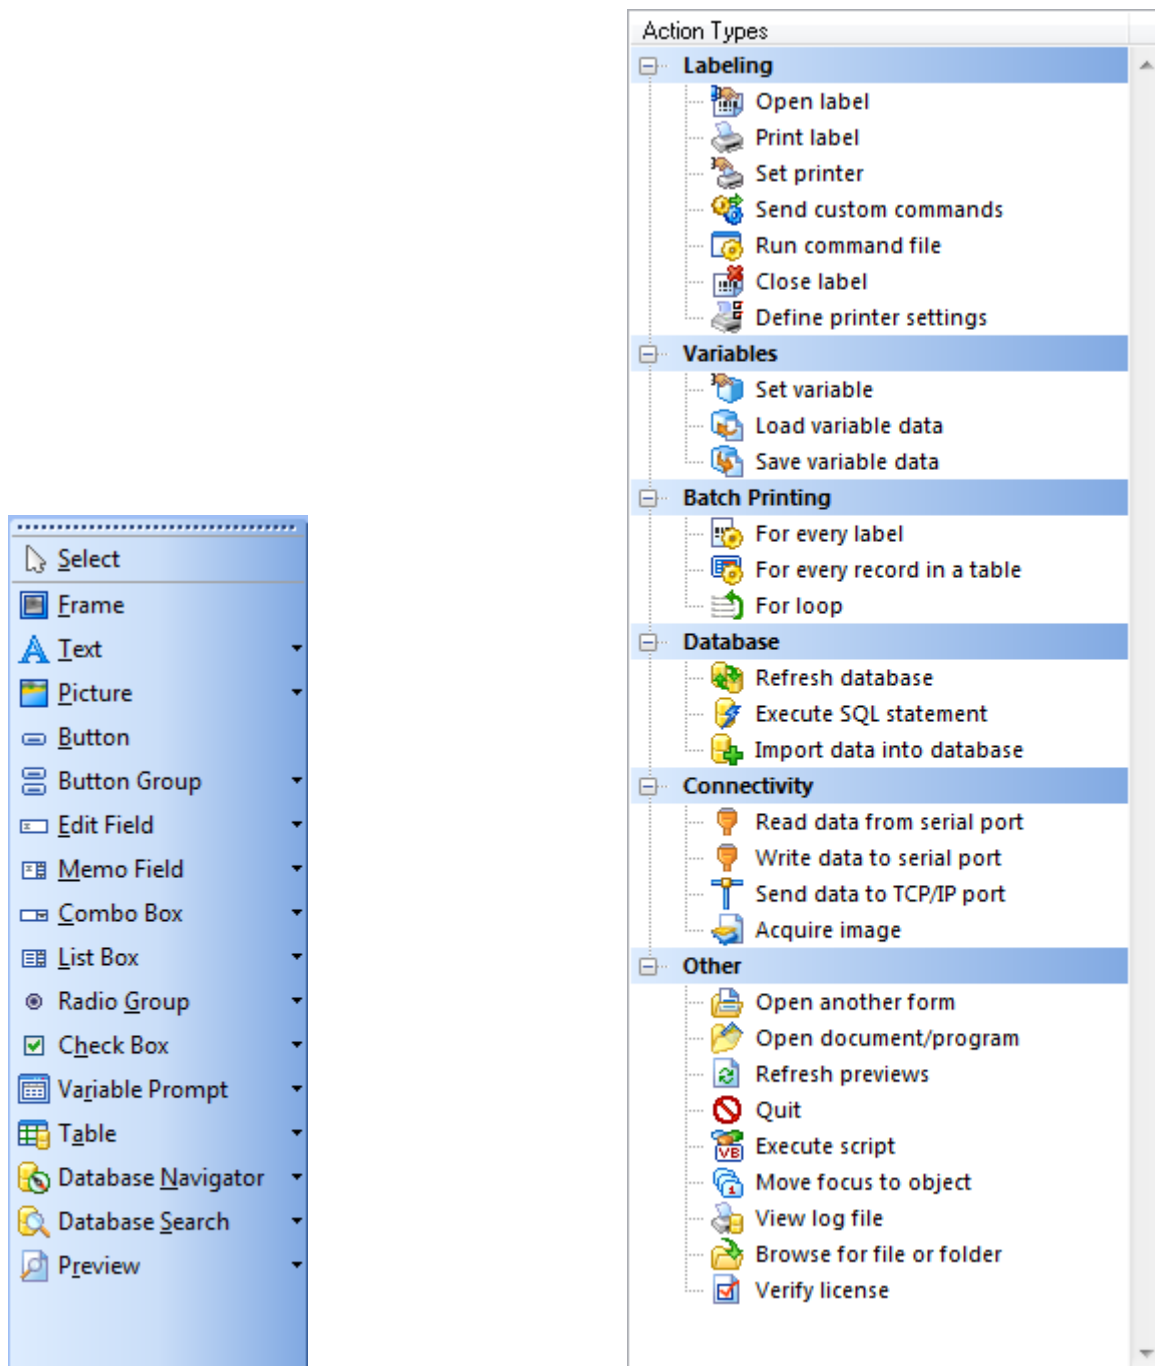 Select
Frame
Text
Picture
Button
Button Group
Edit Field
Memo Field
Combo Box
List Box
Radio Group
Check Box
Variable Prompt
Table
Database Navigator
Database Search
Preview
Action Types
Labeling
Open label
Print label
Set printer
Send custom commands
Run command file
Close label
Define printer settings
Variables
Set variable
Load variable data
Save variable data
Batch Printing
For every label
For every record in a table
For loop
Database
Refresh database
Execute SQL statement
Import data into database
Connectivity
Read data from serial port
Write data to serial port
Send data to TCP/IP port
Acquire image
Other
Open another form
Open document/program
Refresh previews
Quit
VB Execute script
Move focus to object
View log file
Browse for file or folder
Verify license